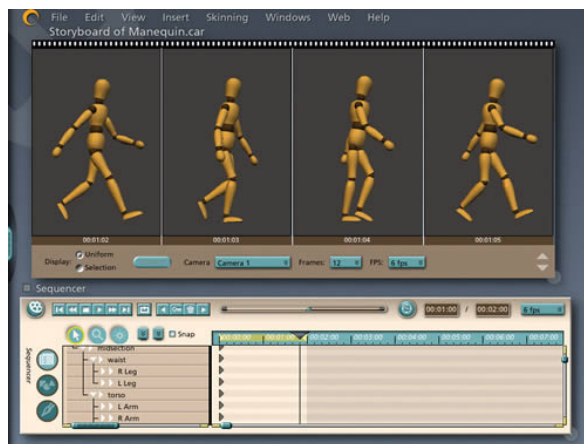 File Edit View Insert Skinning Windows Web Help
Storyboard of Manequin.car
00:01:02 00:01:03 00:01:04 00:01:05
Display: Uniform Selection Camera Camera 1 Frames: 12 FPS: 6 fps
Sequencer
00:01:00 / 00:02:00 6 fps
Snap 00:00:00 00:01:00 00:02:00 00:03:00 00:04:00 00:05:00 00:06:00 00:07:00
Sequencer
midsection
waist
R Leg
L Leg
torso
L Arm
R Arm